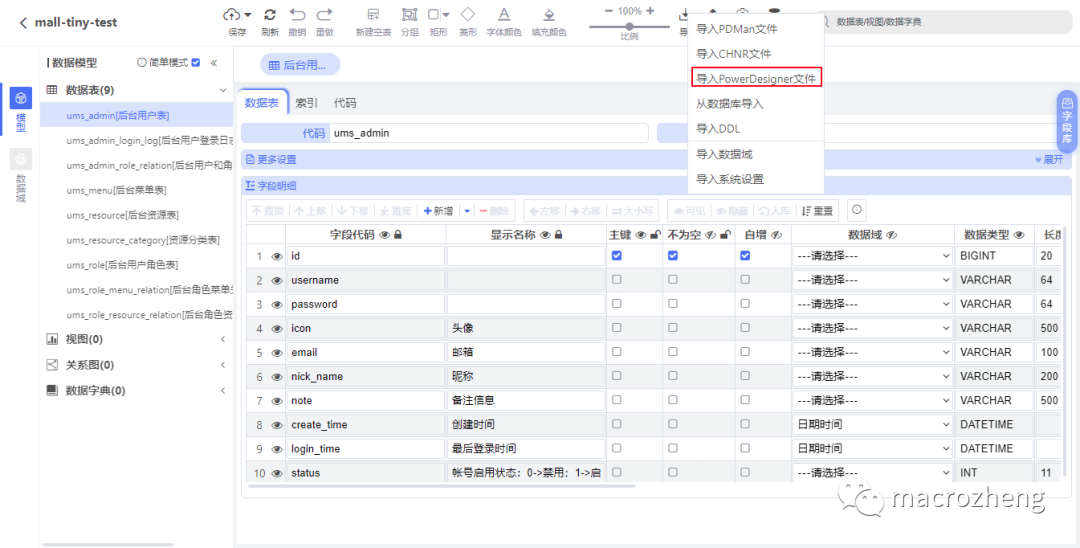 mall-tiny-test
保存
刷新
撤销
重做
新建空表
分组
矩形
菱形
字体颜色
填充颜色
100%
比例
导
数据表/视图/数据字典
导入PDMan文件
导入CHNR文件
导入PowerDesigner文件
从数据库导入
导入DDL
导入数据域
导入系统设置
模型
数据域
数据模型
简单模式
数据表(9)
ums_admin[后台用户表]
ums_admin_login_log[后台用户登录日志
ums_admin_role_relation[后台用户和角
ums_menu[后台菜单表]
ums_resource[后台资源表]
ums_resource_category[资源分类表]
ums_role[后台用户角色表]
ums_role_menu_relation[后台角色菜单关
ums_role_resource_relation[后台角色资
视图(0)
关系图(0)
数据字典(0)
后台用...
数据表 索引 代码
代码 ums_admin
更多设置 展开
字段明细
字段库
置顶 上移 下移 置底 新增 删除 左移 右移 大小写 可见 隐藏 入库 重置
字段代码 显示名称 主键 不为空 自增 数据域 数据类型 长度
1 id ---请选择--- BIGINT 20
2 username ---请选择--- VARCHAR 64
3 password ---请选择--- VARCHAR 64
4 icon 头像 ---请选择--- VARCHAR 500
5 email 邮箱 ---请选择--- VARCHAR 100
6 nick_name 昵称 ---请选择--- VARCHAR 200
7 note 备注信息 ---请选择--- VARCHAR 500
8 create_time 创建时间 日期时间 DATETIME
9 login_time 最后登录时间 日期时间 DATETIME
10 status 帐号启用状态：0->禁用；1->启 ---请选择--- INT 11
macrozheng